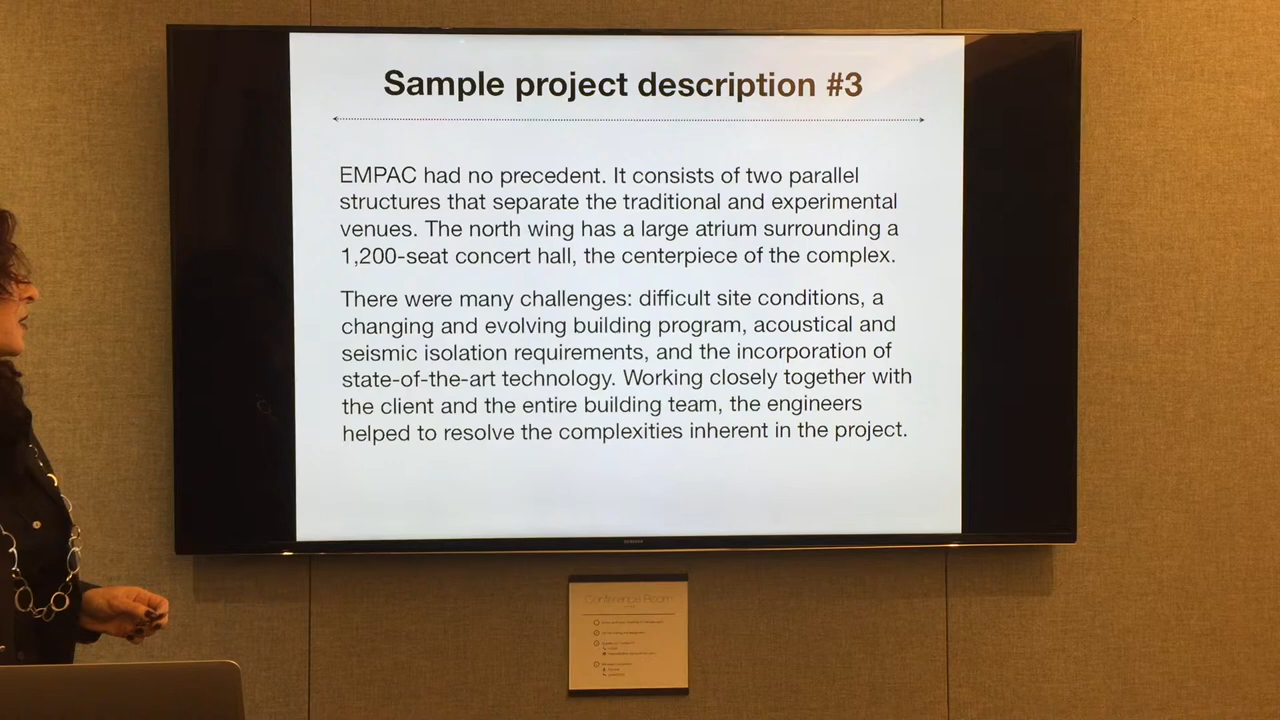 Sample project description #3
EMPAC had no precedent. It consists of two parallel
structures that separate the traditional and experimental
venues. The north wing has a large atrium surrounding a
1,200-seat concert hall, the centerpiece of the complex.
There were many challenges: difficult site conditions, a
changing and evolving building program, acoustical and
seismic isolation requirements, and the incorporation of
state-of-the-art technology. Working closely together with
the client and the entire building team, the engineers
helped to resolve the complexities inherent in the project.
SAMSUNG
Conference Room